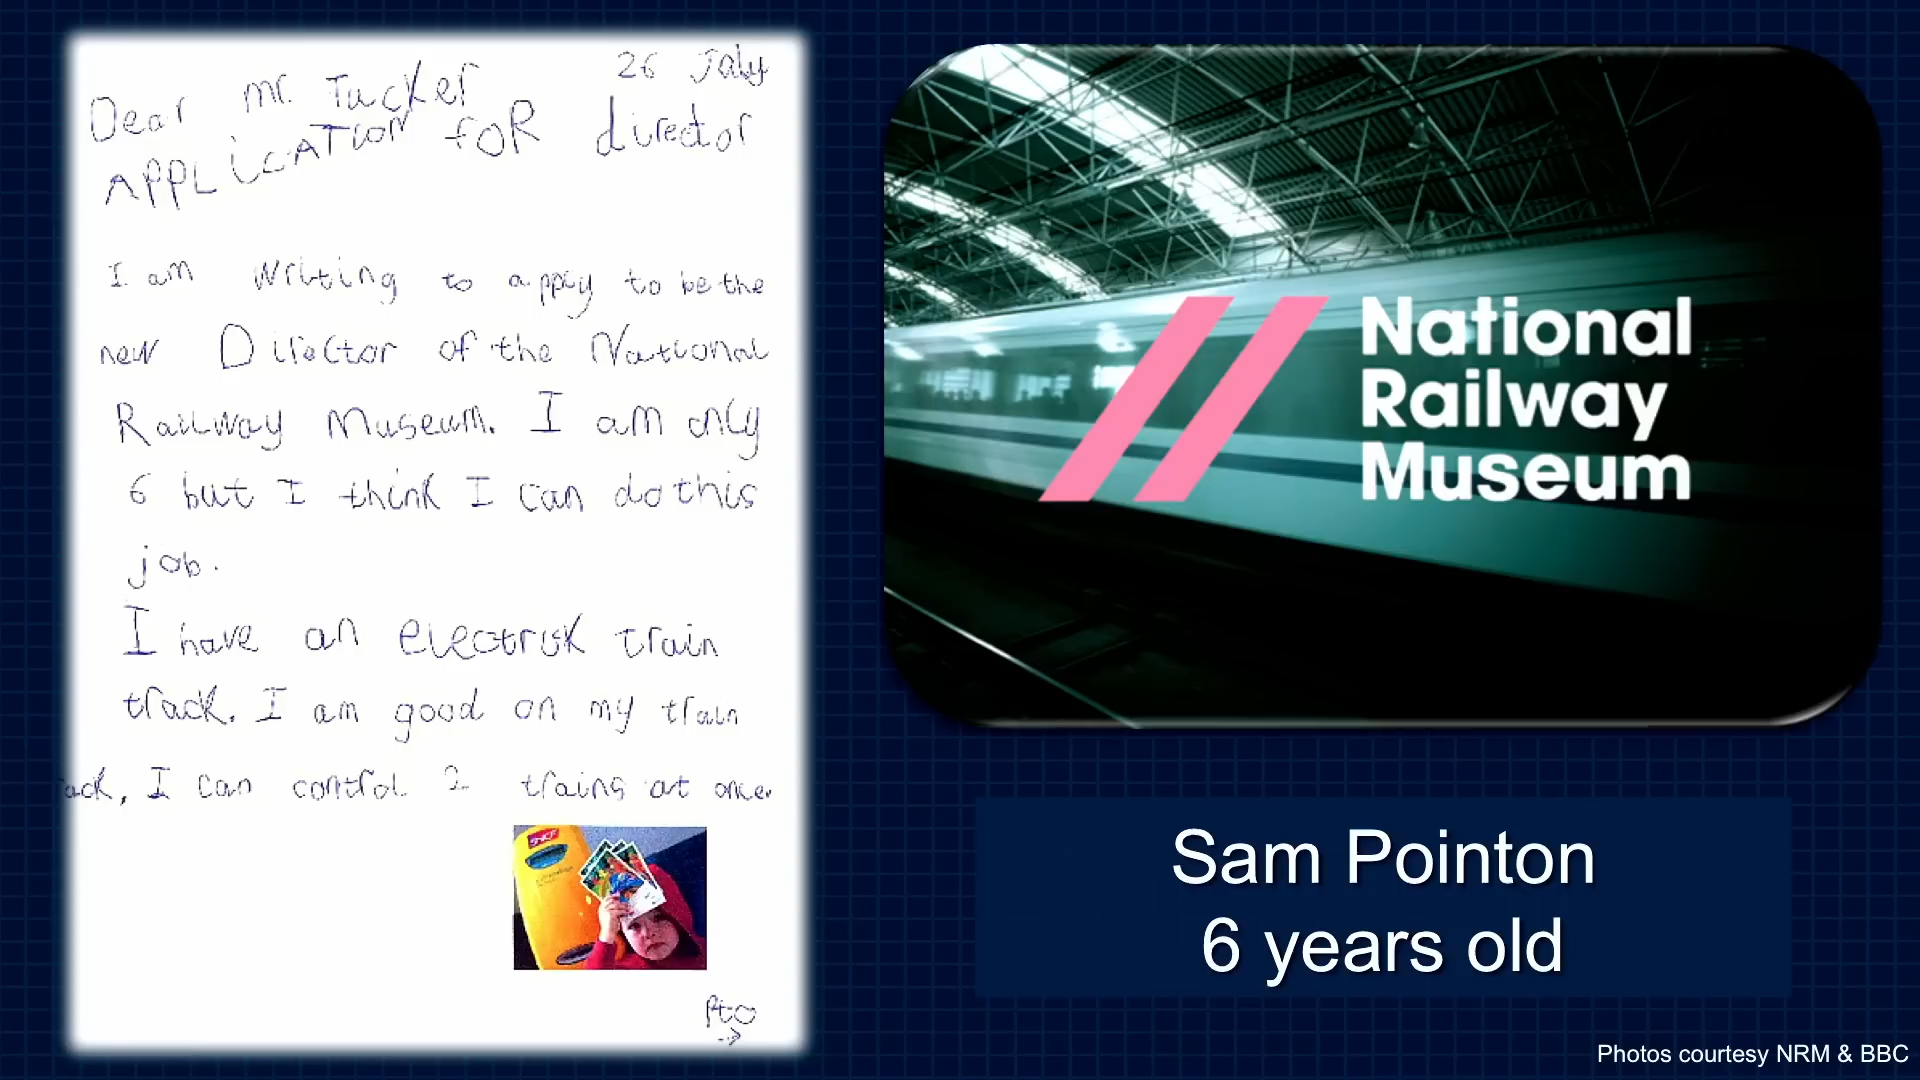 26 July
Dear Mr. Tucker
APPLiCATION fOR director
I am writing to apply to be the
new Director of the National
Railway Museum. I am only
6 but I think I can do this
job.
I have an electrik train
track. I am good on my train
ack, I can control 2 trains at once.
SNCF
Pto
National
Railway
Museum
Sam Pointon
6 years old
Photos courtesy NRM & BBC